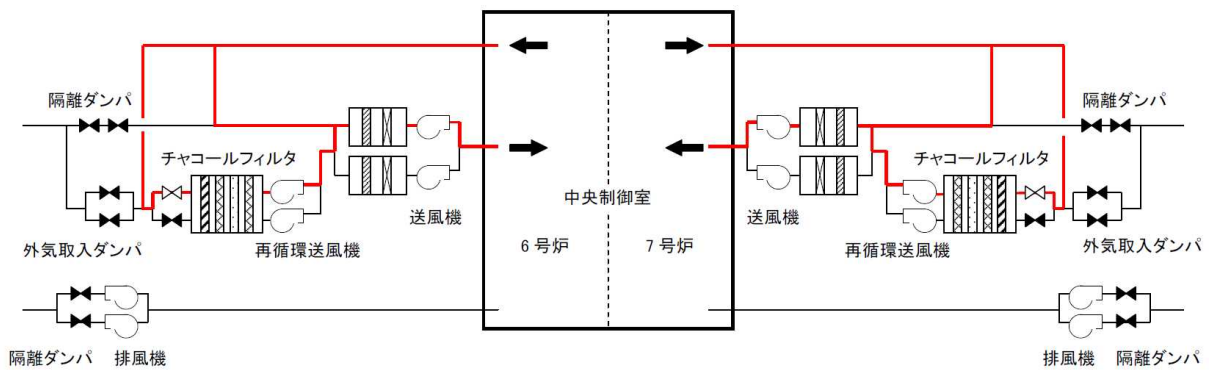 隔離ダンパ
チャコールフィルタ
送風機
外気取入ダンパ
再循環送風機
隔離ダンパ
排風機
中央制御室
6号炉
7号炉
隔離ダンパ
チャコールフィルタ
送風機
再循環送風機
外気取入ダンパ
排風機
隔離ダンパ